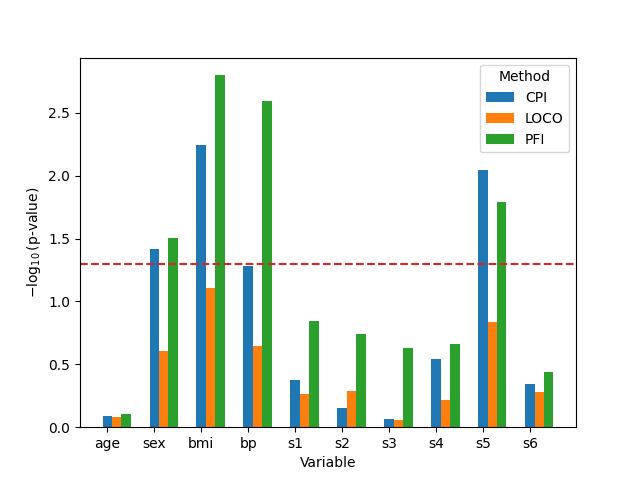 Method
CPI
LOCO
PFI
2.5
2.0
1.5
1.0
0.5
0.0
−log₁₀(p-value)
age sex bmi bp s1 s2 s3 s4 s5 s6
Variable